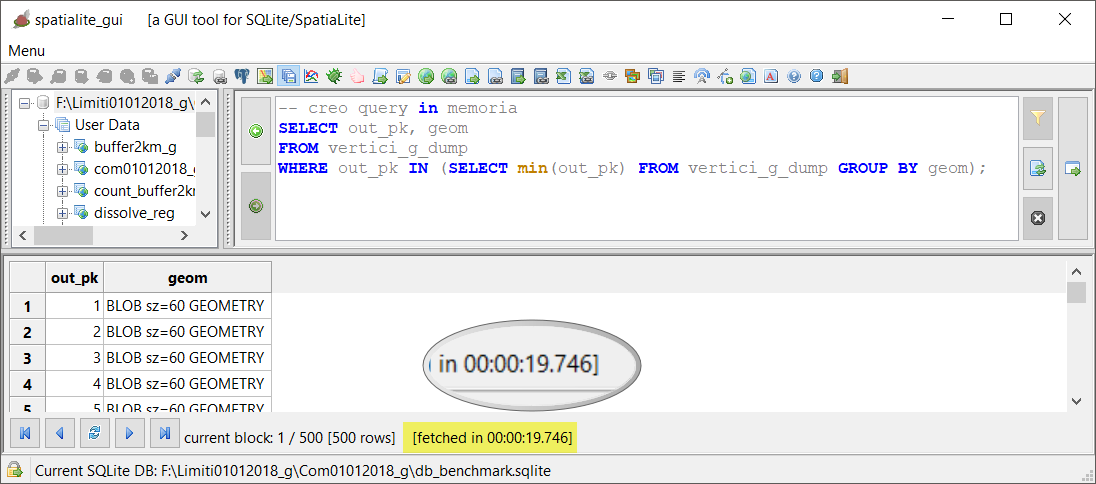 spatialite_gui [a GUI tool for SQLite/SpatiaLite]
Menu
F:\Limiti01012018_g\
User Data
buffer2km_g
com01012018_
count_buffer2k
dissolve_reg
-- creo query in memoria
SELECT out_pk, geom
FROM vertici_g_dump
WHERE out_pk IN (SELECT min(out_pk) FROM vertici_g_dump GROUP BY geom);
out_pk geom
1 1 BLOB sz=60 GEOMETRY
2 2 BLOB sz=60 GEOMETRY
3 3 BLOB sz=60 GEOMETRY
4 4 BLOB sz=60 GEOMETRY
5 5 BLOB sz=60 GEOMETRY
in 00:00:19.746]
current block: 1 / 500 [500 rows] [fetched in 00:00:19.746]
Current SQLite DB: F:\Limiti01012018_g\Com01012018_g\db_benchmark.sqlite